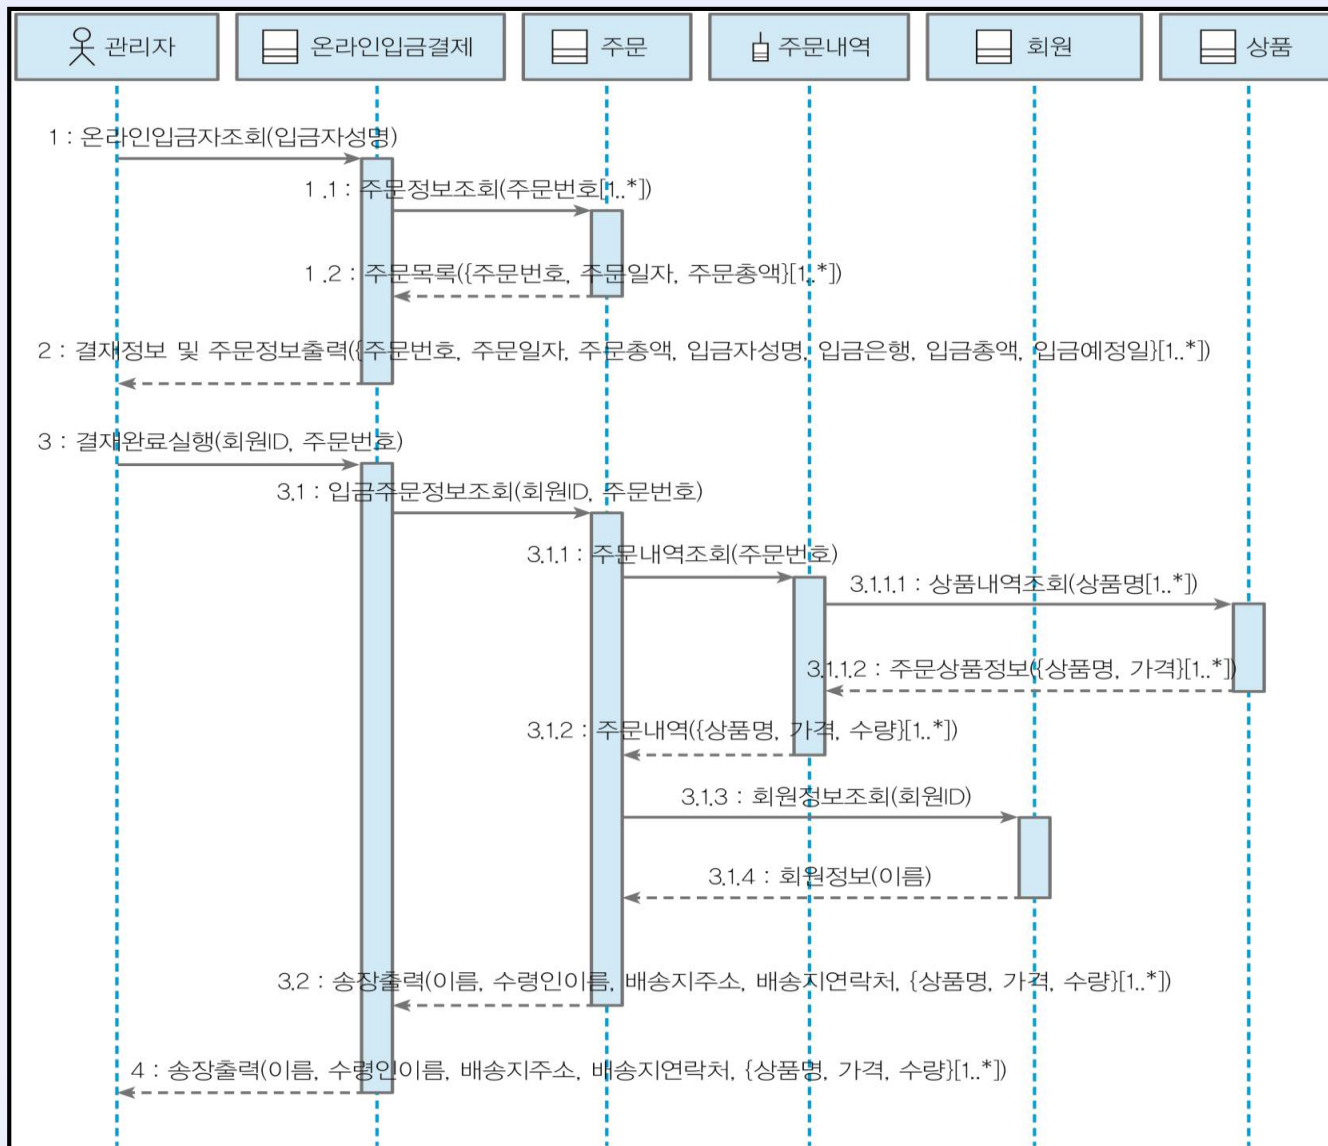 관리자 온라인입금결제 주문 주문내역 회원 상품
1 : 온라인입금자조회(입금자성명)
1.1 : 주문정보조회(주문번호[1..*])
1.2 : 주문목록({주문번호, 주문일자, 주문총액}[1..*])
2 : 결재정보 및 주문정보출력({주문번호, 주문일자, 주문총액, 입금자성명, 입금은행, 입금총액, 입금예정일}[1..*])
3 : 결재완료실행(회원ID, 주문번호)
3.1 : 입금주문정보조회(회원ID, 주문번호)
3.1.1 : 주문내역조회(주문번호)
3.1.1.1 : 상품내역조회(상품명[1..*])
3.1.1.2 : 주문상품정보({상품명, 가격}[1..*])
3.1.2 : 주문내역({상품명, 가격, 수량}[1..*])
3.1.3 : 회원정보조회(회원ID)
3.1.4 : 회원정보(이름)
3.2 : 송장출력(이름, 수령인이름, 배송지주소, 배송지연락처, {상품명, 가격, 수량}[1..*])
4 : 송장출력(이름, 수령인이름, 배송지주소, 배송지연락처, {상품명, 가격, 수량}[1..*])